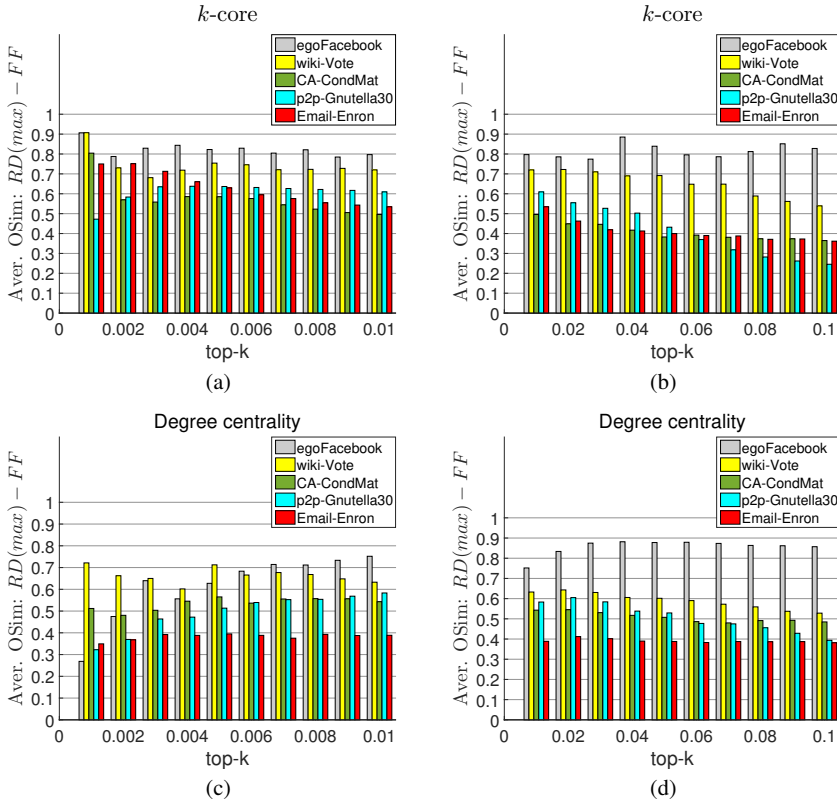 k-core
Aver. OSim: RD(max) − FF
egoFacebook
wiki-Vote
CA-CondMat
p2p-Gnutella30
Email-Enron
1
0.9
0.8
0.7
0.6
0.5
0.4
0.3
0.2
0.1
0
0 0.002 0.004 0.006 0.008 0.01
top-k
(a)
k-core
Aver. OSim: RD(max) − FF
egoFacebook
wiki-Vote
CA-CondMat
p2p-Gnutella30
Email-Enron
1
0.9
0.8
0.7
0.6
0.5
0.4
0.3
0.2
0.1
0
0 0.02 0.04 0.06 0.08 0.1
top-k
(b)
Degree centrality
Aver. OSim: RD(max) − FF
egoFacebook
wiki-Vote
CA-CondMat
p2p-Gnutella30
Email-Enron
1
0.9
0.8
0.7
0.6
0.5
0.4
0.3
0.2
0.1
0
0 0.002 0.004 0.006 0.008 0.01
top-k
(c)
Degree centrality
Aver. OSim: RD(max) − FF
egoFacebook
wiki-Vote
CA-CondMat
p2p-Gnutella30
Email-Enron
1
0.9
0.8
0.7
0.6
0.5
0.4
0.3
0.2
0.1
0
0 0.02 0.04 0.06 0.08 0.1
top-k
(d)